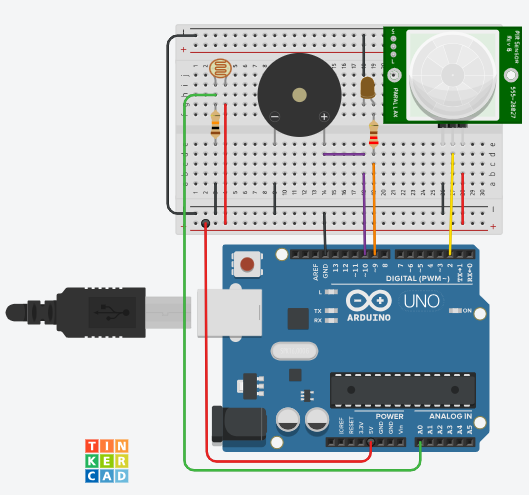 PIR Sensor
Rev B
555-28027
PARALLAX
AREF
GND
13
12
~11
~10
~9
8
7
~6
~5
4
~3
2
TX→1
RX←0
DIGITAL (PWM~)
L
TX
RX
ARDUINO
UNO
ON
POWER
ANALOG IN
IOREF
RESET
3.3V
5V
GND
GND
Vin
A0
A1
A2
A3
A4
A5
TIN
KER
CAD